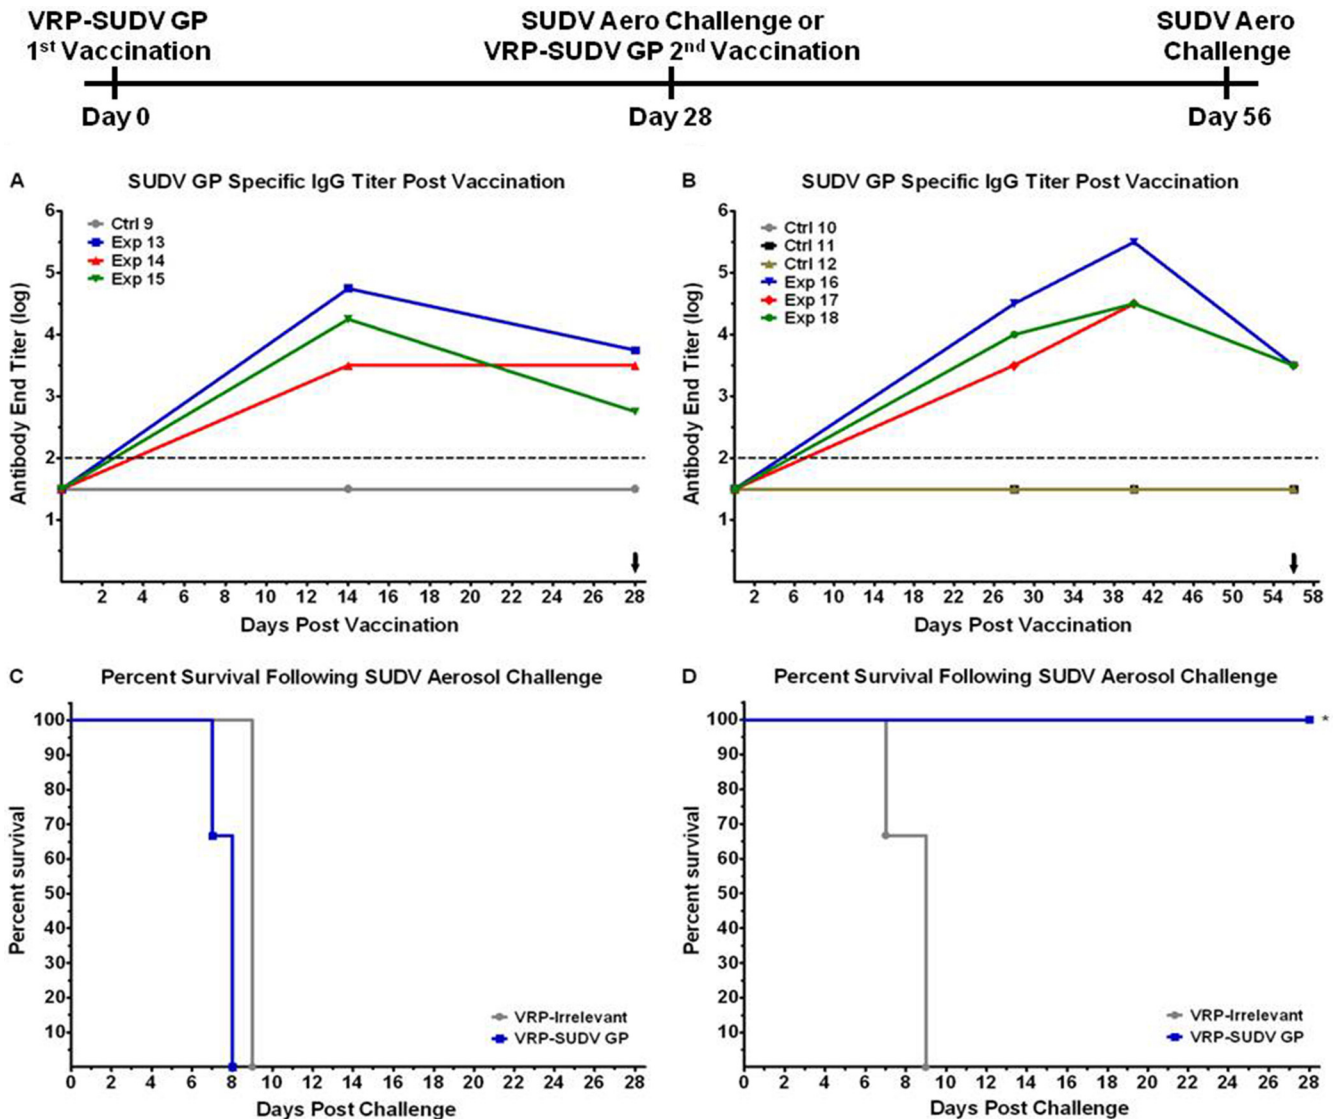 VRP-SUDV GP
1st Vaccination
SUDV Aero Challenge or
VRP-SUDV GP 2nd Vaccination
SUDV Aero
Challenge
Day 0
Day 28
Day 56
A
SUDV GP Specific IgG Titer Post Vaccination
Antibody End Titer (log)
6
5
4
3
2
1
Ctrl 9
Exp 13
Exp 14
Exp 15
2 4 6 8 10 12 14 16 18 20 22 24 26 28
Days Post Vaccination
B
SUDV GP Specific IgG Titer Post Vaccination
Antibody End Titer (log)
6
5
4
3
2
1
Ctrl 10
Ctrl 11
Ctrl 12
Exp 16
Exp 17
Exp 18
2 6 10 14 18 22 26 30 34 38 42 46 50 54 58
Days Post Vaccination
C
Percent Survival Following SUDV Aerosol Challenge
Percent survival
100
90
80
70
60
50
40
30
20
10
VRP-Irrelevant
VRP-SUDV GP
0 2 4 6 8 10 12 14 16 18 20 22 24 26 28
Days Post Challenge
D
Percent Survival Following SUDV Aerosol Challenge
Percent survival
100
90
80
70
60
50
40
30
20
10
*
VRP-Irrelevant
VRP-SUDV GP
0 2 4 6 8 10 12 14 16 18 20 22 24 26 28
Days Post Challenge